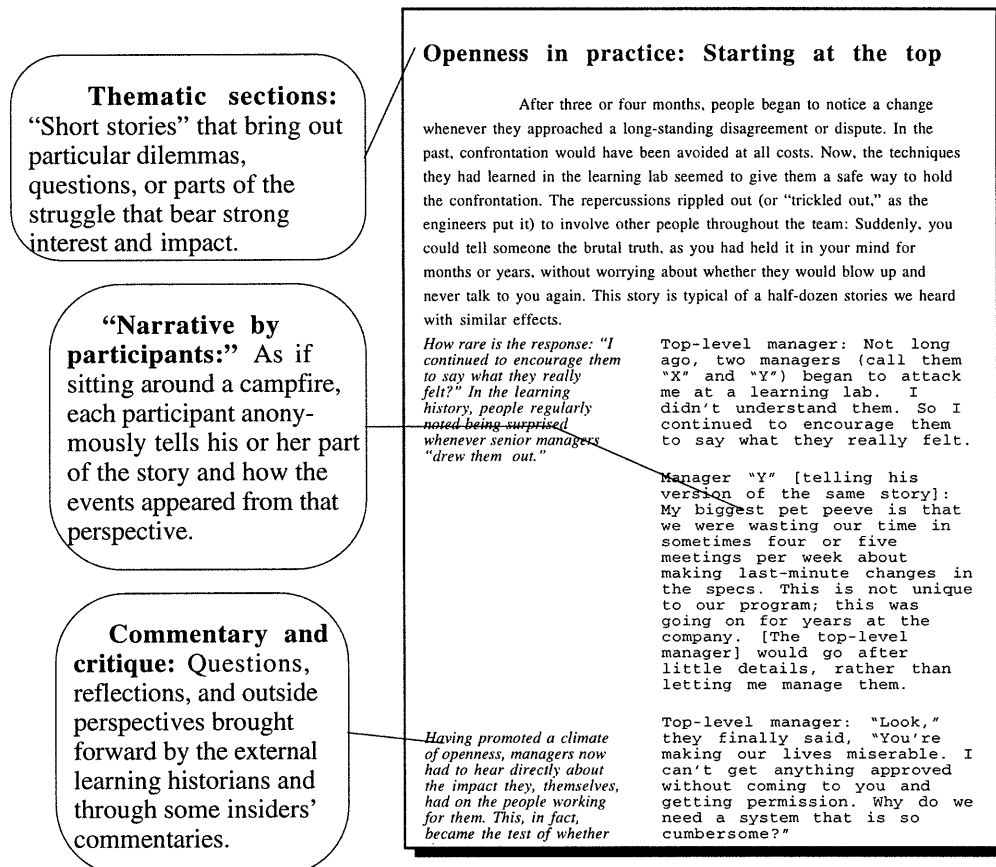 Thematic sections:
“Short stories” that bring out
particular dilemmas,
questions, or parts of the
struggle that bear strong
interest and impact.
“Narrative by
participants:” As if
sitting around a campfire,
each participant anony-
mously tells his or her part
of the story and how the
events appeared from that
perspective.
Commentary and
critique: Questions,
reflections, and outside
perspectives brought
forward by the external
learning historians and
through some insiders’
commentaries.
Openness in practice: Starting at the top
After three or four months, people began to notice a change
whenever they approached a long-standing disagreement or dispute. In the
past, confrontation would have been avoided at all costs. Now, the techniques
they had learned in the learning lab seemed to give them a safe way to hold
the confrontation. The repercussions rippled out (or “trickled out,” as the
engineers put it) to involve other people throughout the team: Suddenly, you
could tell someone the brutal truth, as you had held it in your mind for
months or years, without worrying about whether they would blow up and
never talk to you again. This story is typical of a half-dozen stories we heard
with similar effects.
How rare is the response: “I
continued to encourage them
to say what they really
felt?” In the learning
history, people regularly
noted being surprised
whenever senior managers
“drew them out.”
Top-level manager: Not long
ago, two managers (call them
"X" and "Y") began to attack
me at a learning lab. I
didn't understand them. So I
continued to encourage them
to say what they really felt.
Manager "Y" [telling his
version of the same story]:
My biggest pet peeve is that
we were wasting our time in
sometimes four or five
meetings per week about
making last-minute changes in
the specs. This is not unique
to our program; this was
going on for years at the
company. [The top-level
manager] would go after
little details, rather than
letting me manage them.
Having promoted a climate
of openness, managers now
had to hear directly about
the impact they, themselves,
had on the people working
for them. This, in fact,
became the test of whether
Top-level manager: "Look,"
they finally said, "You're
making our lives miserable. I
can't get anything approved
without coming to you and
getting permission. Why do we
need a system that is so
cumbersome?"